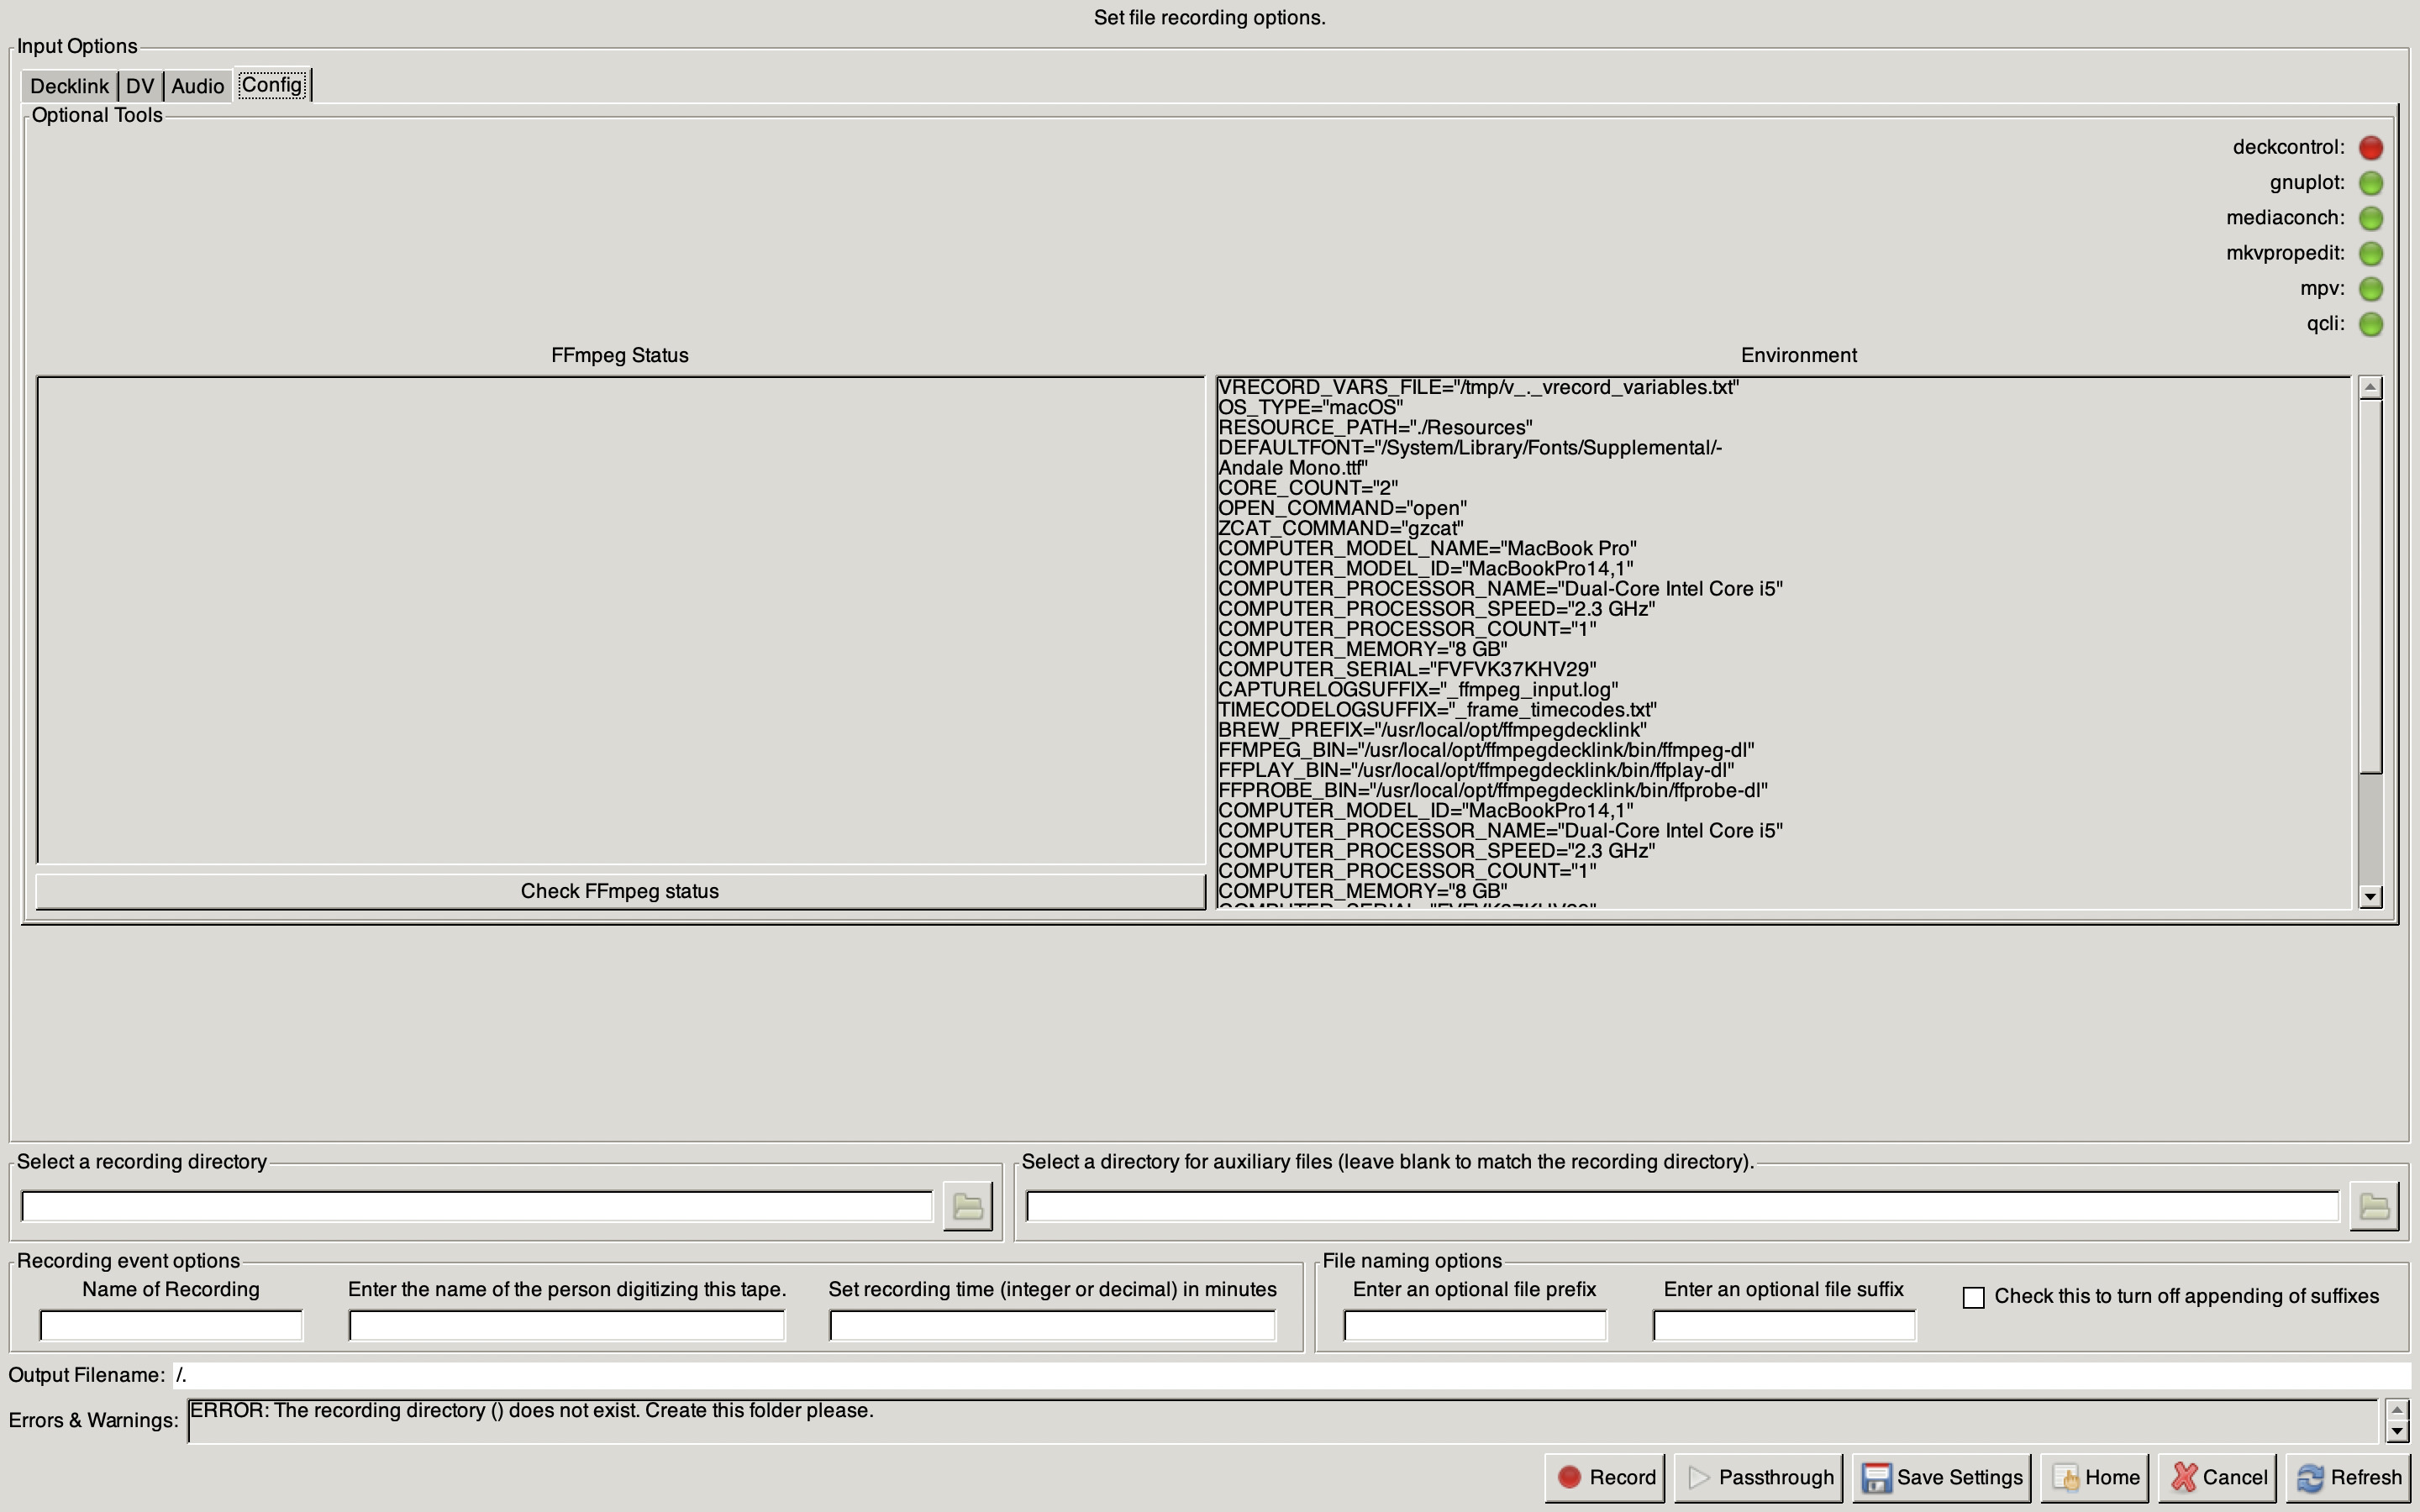 Set file recording options.
Input Options
Decklink DV Audio Config
Optional Tools
deckcontrol:
gnuplot:
mediaconch:
mkvpropedit:
mpv:
qcli:
FFmpeg Status
Check FFmpeg status
Environment
VRECORD_VARS_FILE="/tmp/v_._vrecord_variables.txt"
OS_TYPE="macOS"
RESOURCE_PATH="./Resources"
DEFAULTFONT="/System/Library/Fonts/Supplemental/-
Andale Mono.ttf"
CORE_COUNT="2"
OPEN_COMMAND="open"
ZCAT_COMMAND="gzcat"
COMPUTER_MODEL_NAME="MacBook Pro"
COMPUTER_MODEL_ID="MacBookPro14,1"
COMPUTER_PROCESSOR_NAME="Dual-Core Intel Core i5"
COMPUTER_PROCESSOR_SPEED="2.3 GHz"
COMPUTER_PROCESSOR_COUNT="1"
COMPUTER_MEMORY="8 GB"
COMPUTER_SERIAL="FVFVK37KHV29"
CAPTURELOGSUFFIX="_ffmpeg_input.log"
TIMECODELOGSUFFIX="_frame_timecodes.txt"
BREW_PREFIX="/usr/local/opt/ffmpegdecklink"
FFMPEG_BIN="/usr/local/opt/ffmpegdecklink/bin/ffmpeg-dl"
FFPLAY_BIN="/usr/local/opt/ffmpegdecklink/bin/ffplay-dl"
FFPROBE_BIN="/usr/local/opt/ffmpegdecklink/bin/ffprobe-dl"
COMPUTER_MODEL_ID="MacBookPro14,1"
COMPUTER_PROCESSOR_NAME="Dual-Core Intel Core i5"
COMPUTER_PROCESSOR_SPEED="2.3 GHz"
COMPUTER_PROCESSOR_COUNT="1"
COMPUTER_MEMORY="8 GB"
Select a recording directory
Select a directory for auxiliary files (leave blank to match the recording directory).
Recording event options
Name of Recording
Enter the name of the person digitizing this tape.
Set recording time (integer or decimal) in minutes
File naming options
Enter an optional file prefix
Enter an optional file suffix
Check this to turn off appending of suffixes
Output Filename: /.
Errors & Warnings: ERROR: The recording directory () does not exist. Create this folder please.
Record Passthrough Save Settings Home Cancel Refresh